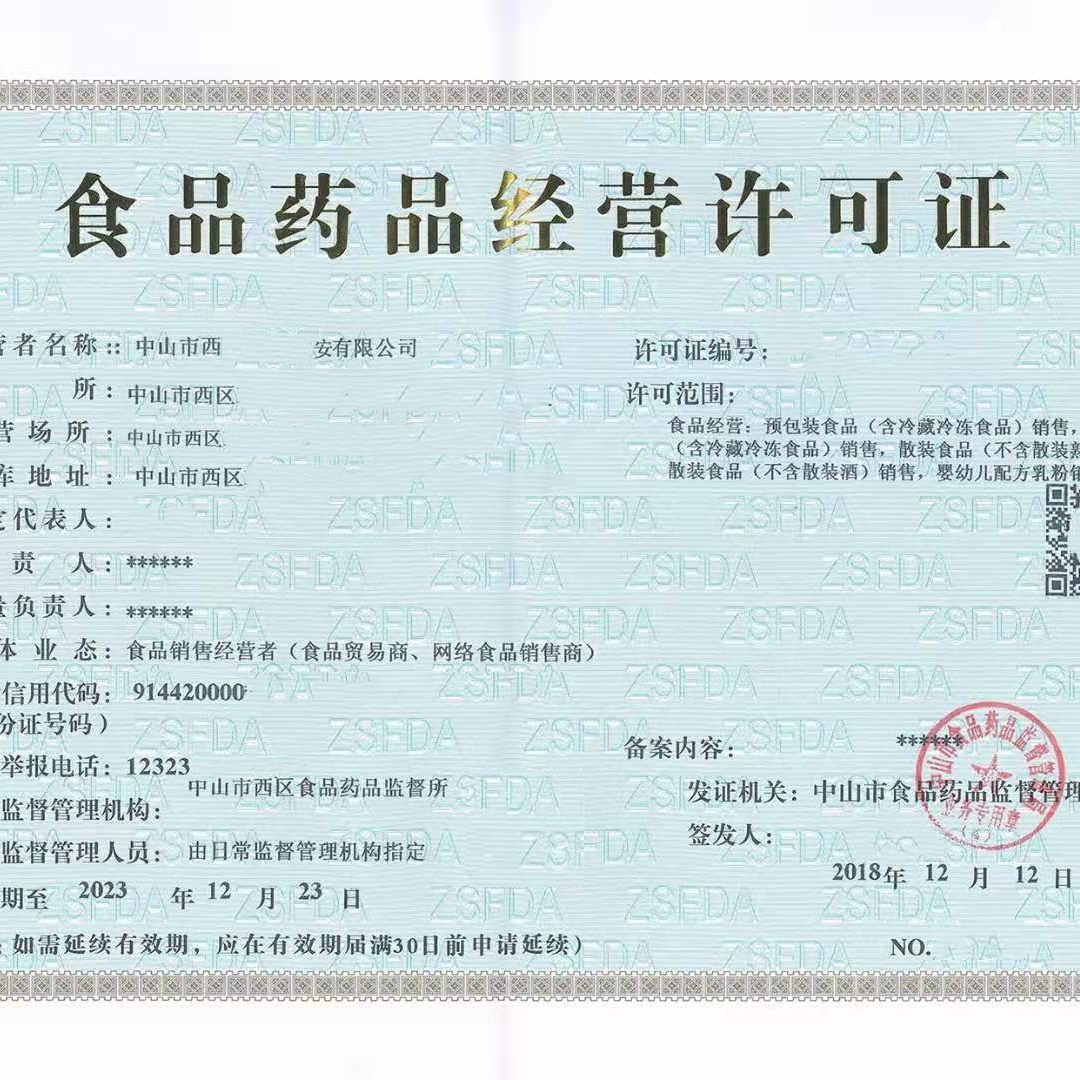 食品药品经营许可证
者名称:: 中山市西 安有限公司
所: 中山市西区
营场所: 中山市西区
库地址: 中山市西区
代表人:
责 人: ******
负责人: ******
体业态: 食品销售经营者（食品贸易商、网络食品销售商）
信用代码: 914420000
份证号码）
举报电话: 12323
中山市西区食品药品监督所
监督管理机构:
监督管理人员: 由日常监督管理机构指定
期至 2023 年 12 月 23 日
如需延续有效期，应在有效期届满30日前申请延续）
许可证编号:
许可范围:
食品经营: 预包装食品（含冷藏冷冻食品）销售，
（含冷藏冷冻食品）销售，散装食品（不含散装熟
散装食品（不含散装酒）销售，婴幼儿配方乳粉销
备案内容: ******
发证机关: 中山市食品药品监督管理
签发人:
2018年 12 月 12 日
NO.
中山市食品药品监督管理局
业务专用章
ZSFDA